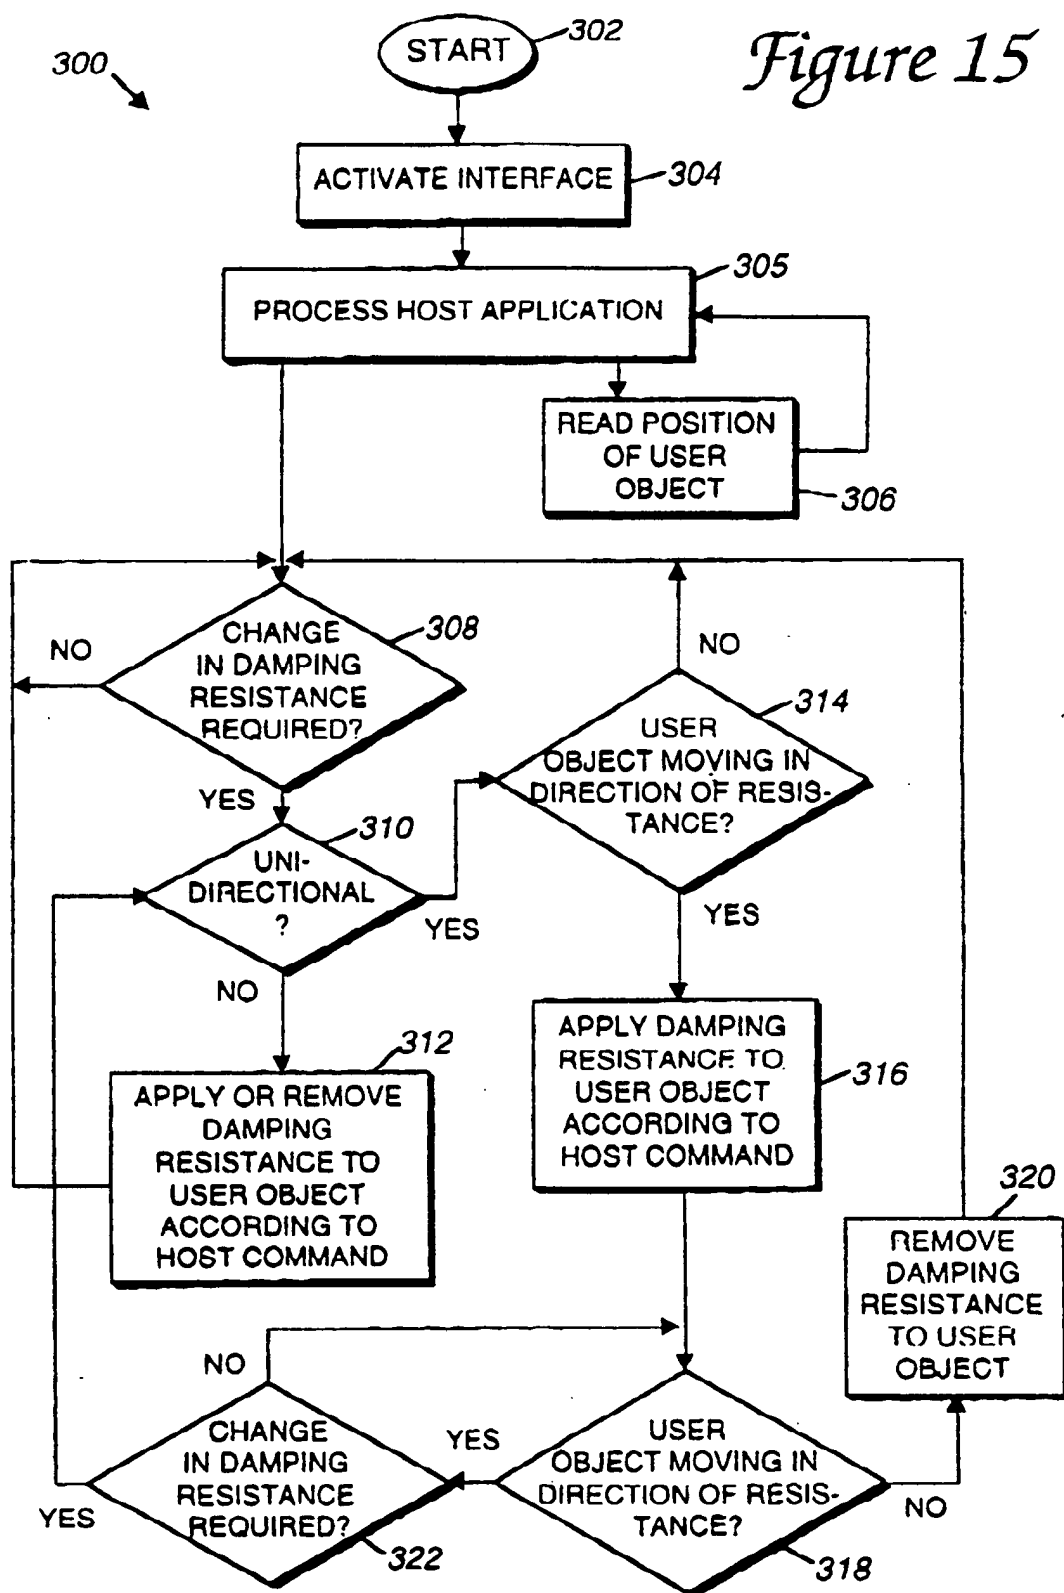 Figure 15
300
START
302
ACTIVATE INTERFACE
304
PROCESS HOST APPLICATION
305
READ POSITION
OF USER
OBJECT
306
CHANGE
IN DAMPING
RESISTANCE
REQUIRED?
308
NO
YES
UNI-
DIRECTIONAL
?
310
YES
NO
USER
OBJECT MOVING IN
DIRECTION OF RESIS-
TANCE?
314
NO
YES
APPLY OR REMOVE
DAMPING
RESISTANCE TO
USER OBJECT
ACCORDING TO
HOST COMMAND
312
APPLY DAMPING
RESISTANCE TO
USER OBJECT
ACCORDING TO
HOST COMMAND
316
REMOVE
DAMPING
RESISTANCE
TO USER
OBJECT
320
USER
OBJECT MOVING IN
DIRECTION OF RESIS-
TANCE?
318
YES
NO
CHANGE
IN DAMPING
RESISTANCE
REQUIRED?
322
NO
YES